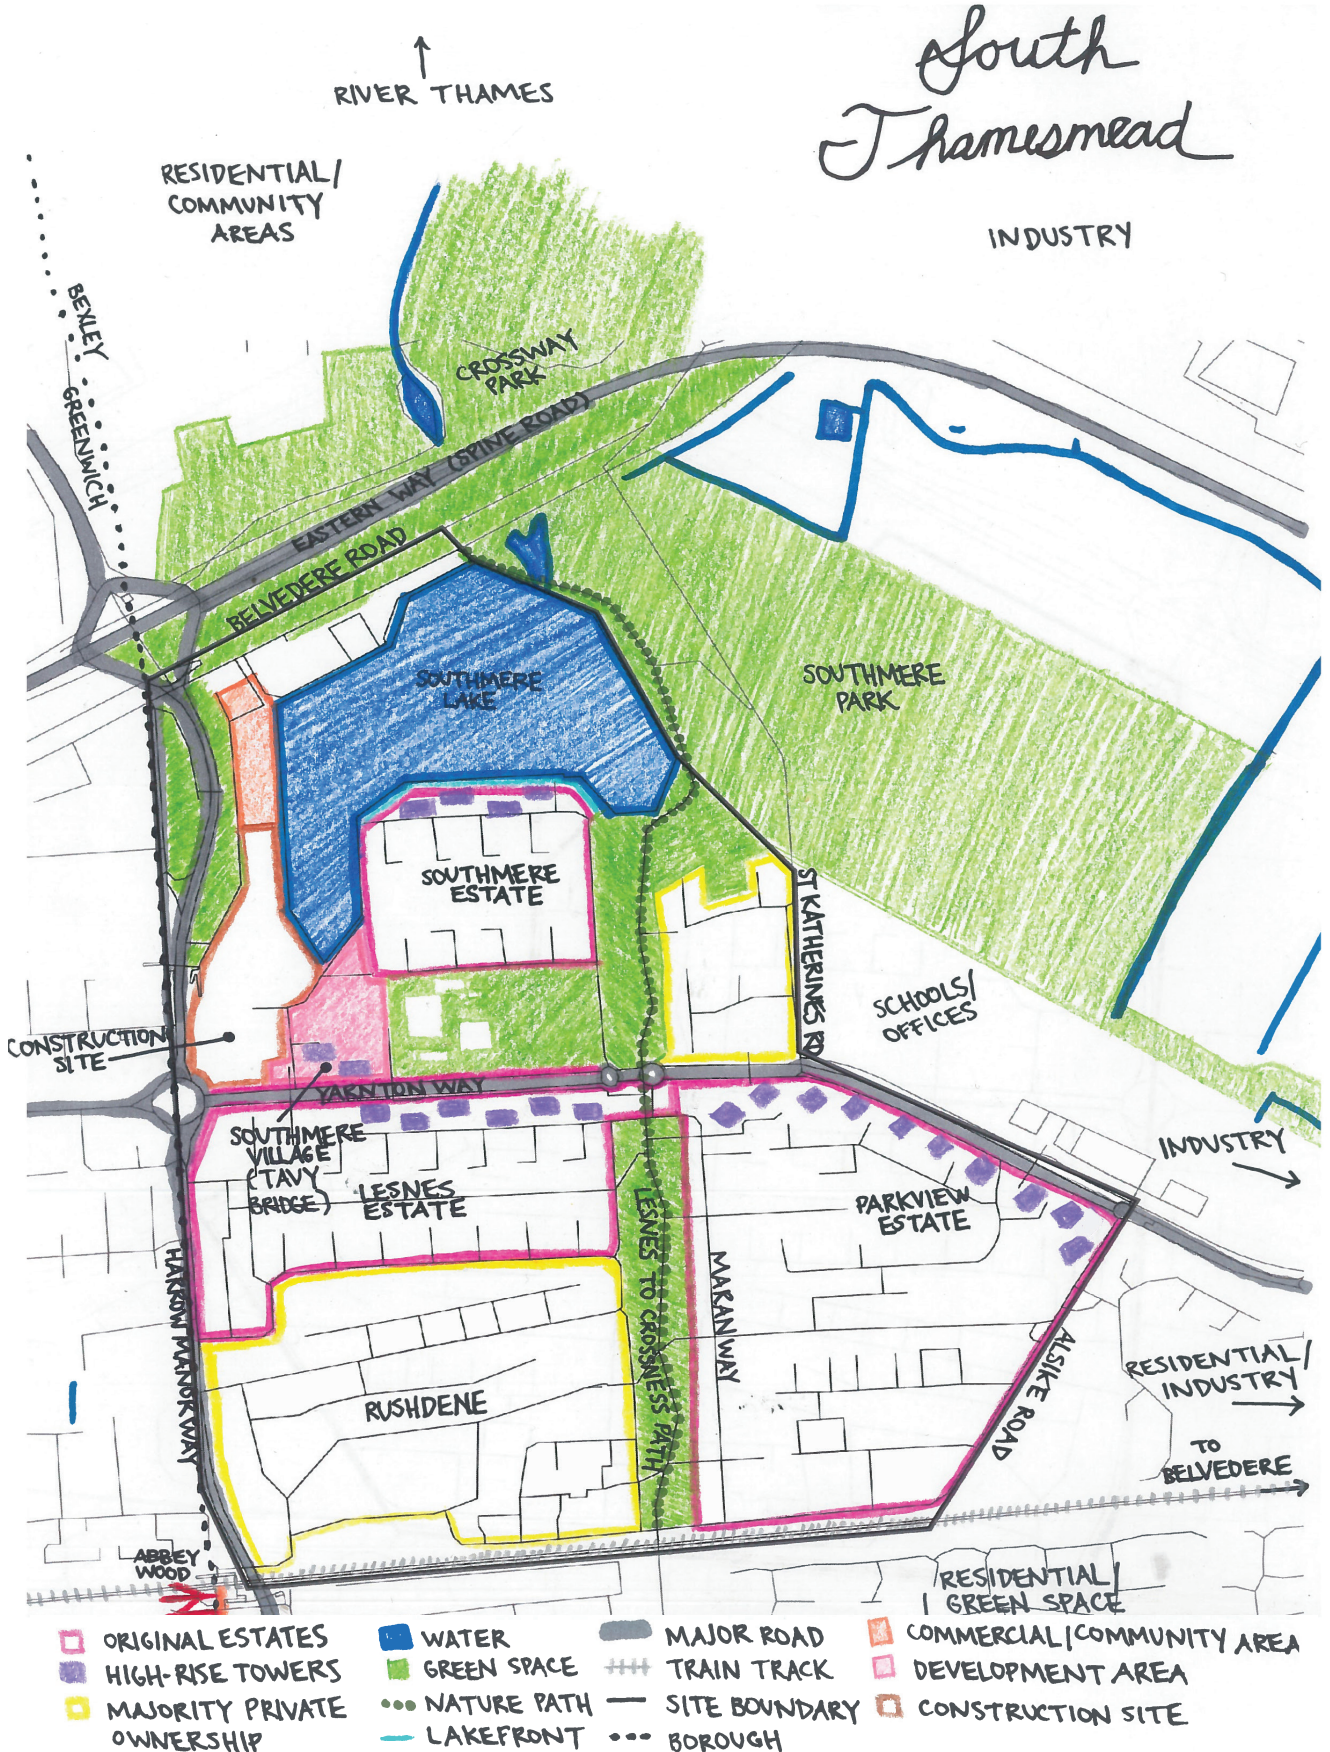 South
Thamesmead
RIVER THAMES
RESIDENTIAL/
COMMUNITY
AREAS
INDUSTRY
BEXLEY
GREENWICH
CROSSWAY
PARK
EASTERN WAY (SPINE ROAD)
BELVEDERE ROAD
SOUTHMERE
LAKE
SOUTHMERE
PARK
SOUTHMERE
ESTATE
ST KATHERINES RD
SCHOOLS/
OFFICES
CONSTRUCTION
SITE
YARNTON WAY
SOUTHMERE
VILLAGE
(TAVY
BRIDGE)
LESNES
ESTATE
PARKVIEW
ESTATE
INDUSTRY
HARROW MANOR WAY
LESNES TO CROSSNESS PATH
MARAN WAY
ALSIKE ROAD
RUSHDENE
RESIDENTIAL/
INDUSTRY
TO
BELVEDERE
ABBEY
WOOD
RESIDENTIAL/
GREEN SPACE
ORIGINAL ESTATES
HIGH-RISE TOWERS
MAJORITY PRIVATE
OWNERSHIP
WATER
GREEN SPACE
NATURE PATH
LAKEFRONT
MAJOR ROAD
TRAIN TRACK
SITE BOUNDARY
BOROUGH
COMMERCIAL/COMMUNITY AREA
DEVELOPMENT AREA
CONSTRUCTION SITE